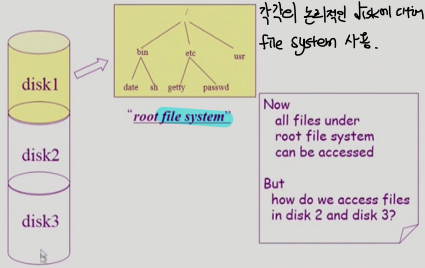 disk1
disk2
disk3
/
bin etc usr
date sh getty passwd
"root file system"
각각의 논리적인 disk에 대해
file system 사용.
Now
all files under
root file system
can be accessed
But
how do we access files
in disk 2 and disk 3?